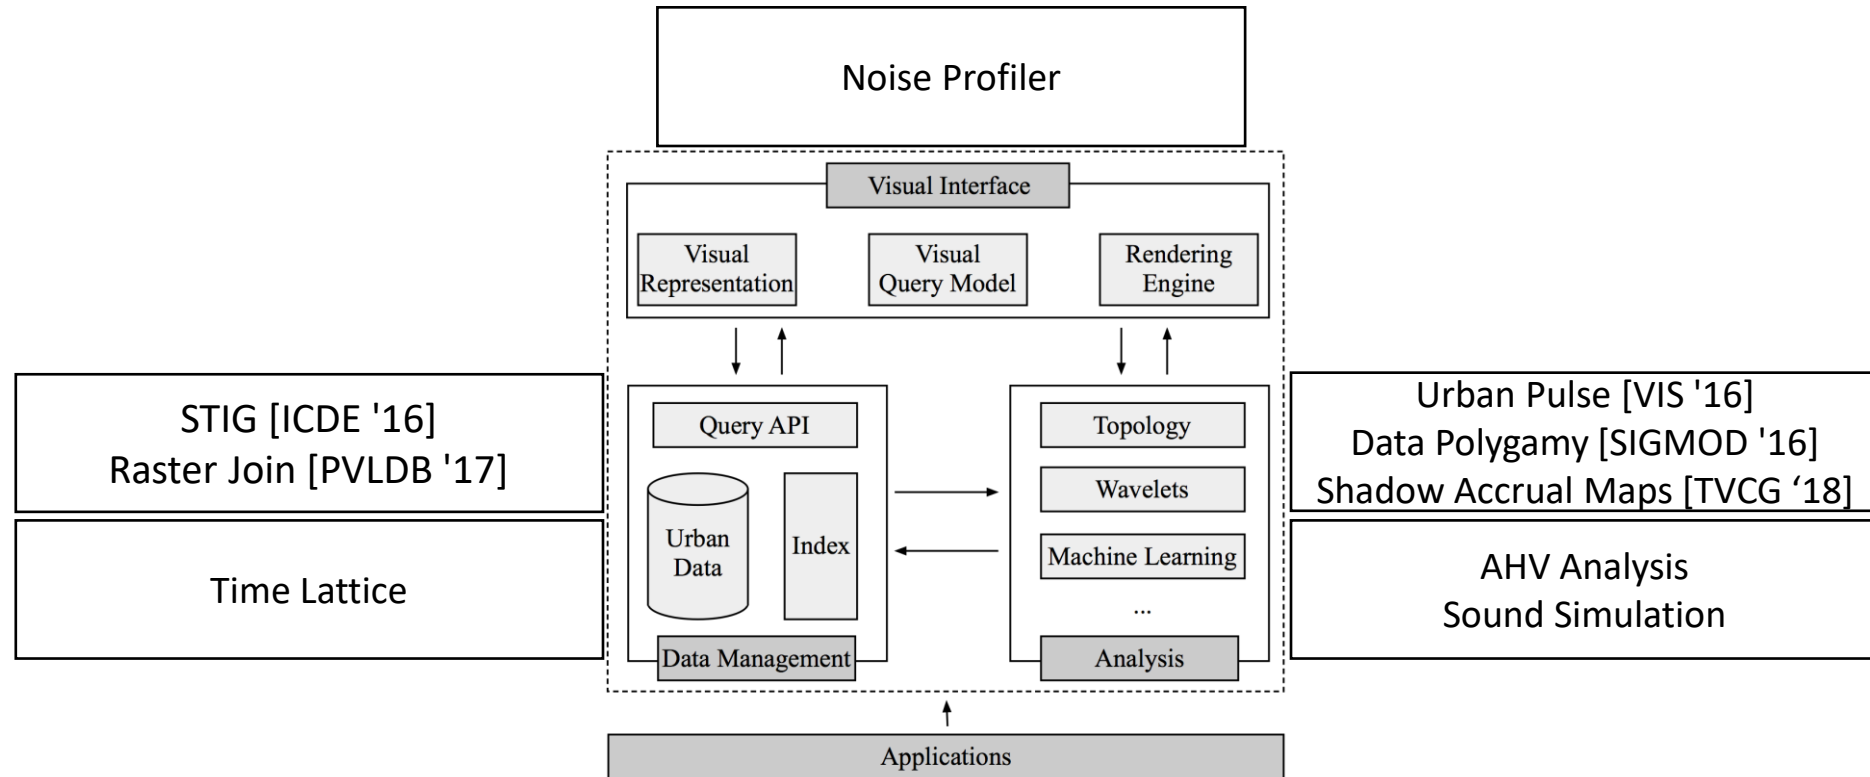 Noise Profiler
Visual Interface
Visual
Representation
Visual
Query Model
Rendering
Engine
STIG [ICDE '16]
Raster Join [PVLDB '17]
Time Lattice
Query API
Urban
Data
Index
Data Management
Topology
Wavelets
Machine Learning
...
Analysis
Urban Pulse [VIS '16]
Data Polygamy [SIGMOD '16]
Shadow Accrual Maps [TVCG ‘18]
AHV Analysis
Sound Simulation
Applications